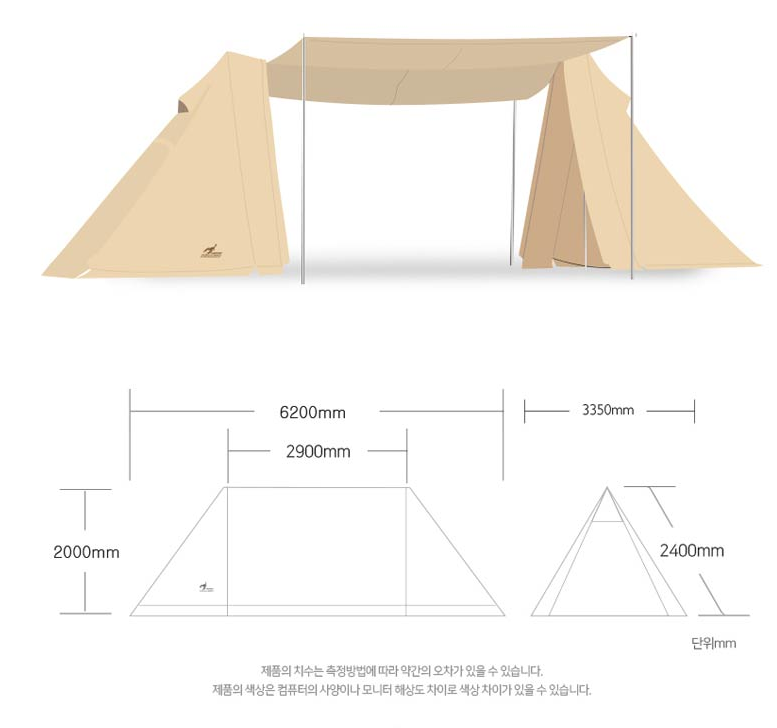 6200mm
3350mm
2900mm
2000mm
2400mm
단위mm
제품의 치수는 측정방법에 따라 약간의 오차가 있을 수 있습니다.
제품의 색상은 컴퓨터의 사양이나 모니터 해상도 차이로 색상 차이가 있을 수 있습니다.